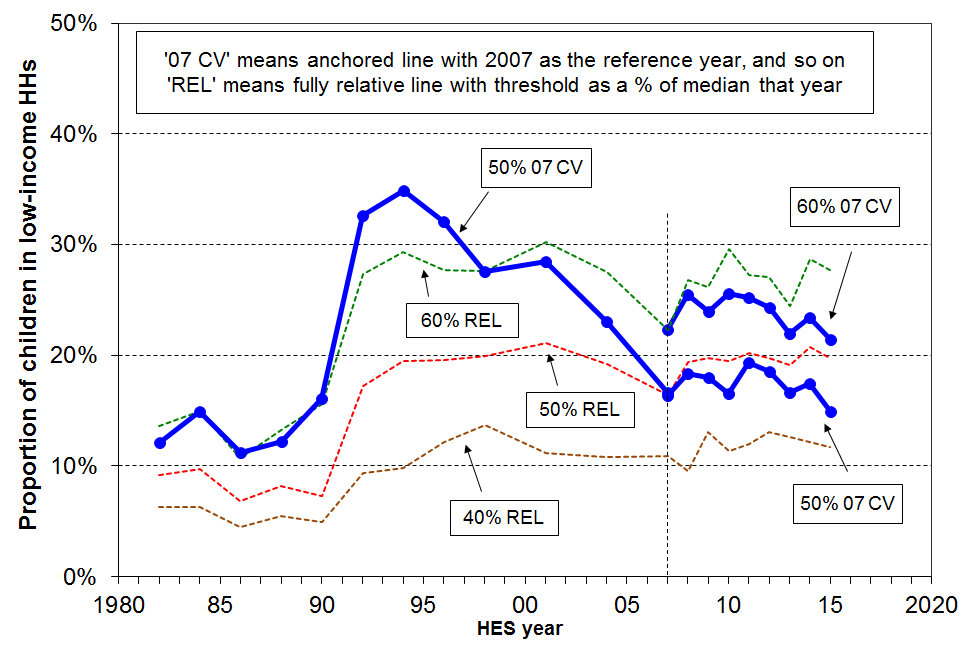 50%
'07 CV' means anchored line with 2007 as the reference year, and so on
'REL' means fully relative line with threshold as a % of median that year
Proportion of children in low-income HHs
40%
50% 07 CV
60% 07 CV
30%
60% REL
20%
50% REL
10%
40% REL
50% 07 CV
0%
1980 85 90 95 00 05 10 15 2020
HES year